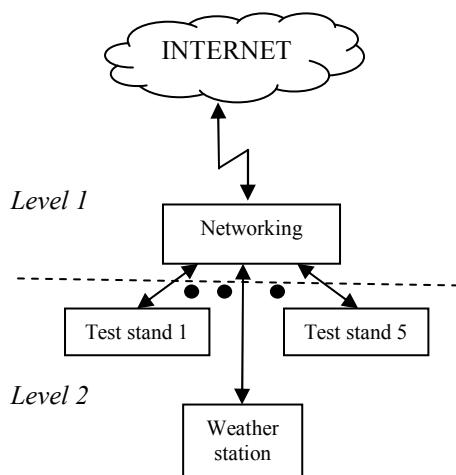 INTERNET
Level 1
Networking
Test stand 1
Test stand 5
Level 2
Weather
station